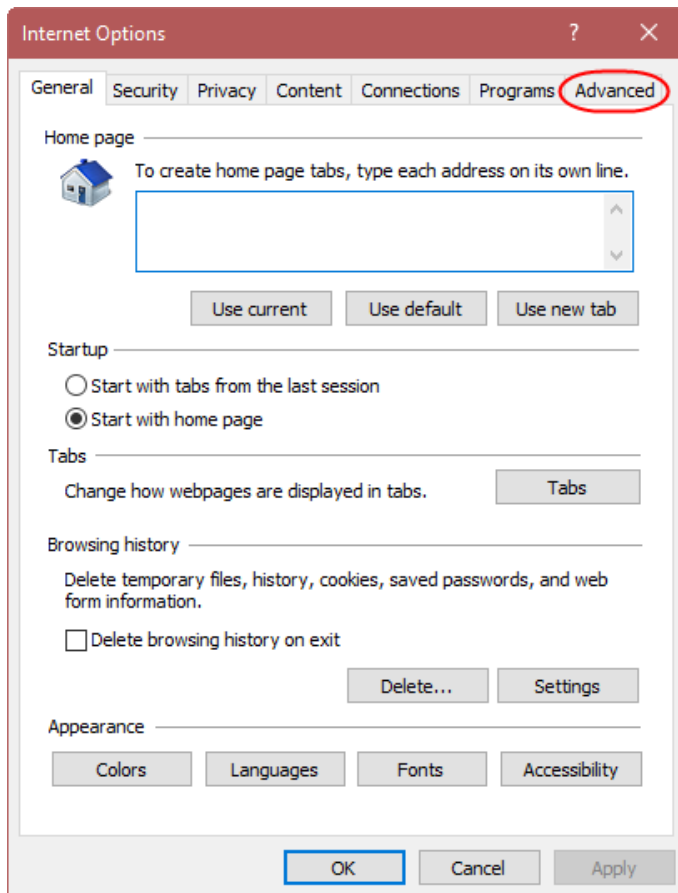 Internet Options ?
General Security Privacy Content Connections Programs Advanced
Home page
To create home page tabs, type each address on its own line.
Use current Use default Use new tab
Startup
Start with tabs from the last session
Start with home page
Tabs
Change how webpages are displayed in tabs. Tabs
Browsing history
Delete temporary files, history, cookies, saved passwords, and web
form information.
Delete browsing history on exit
Delete... Settings
Appearance
Colors Languages Fonts Accessibility
OK Cancel Apply